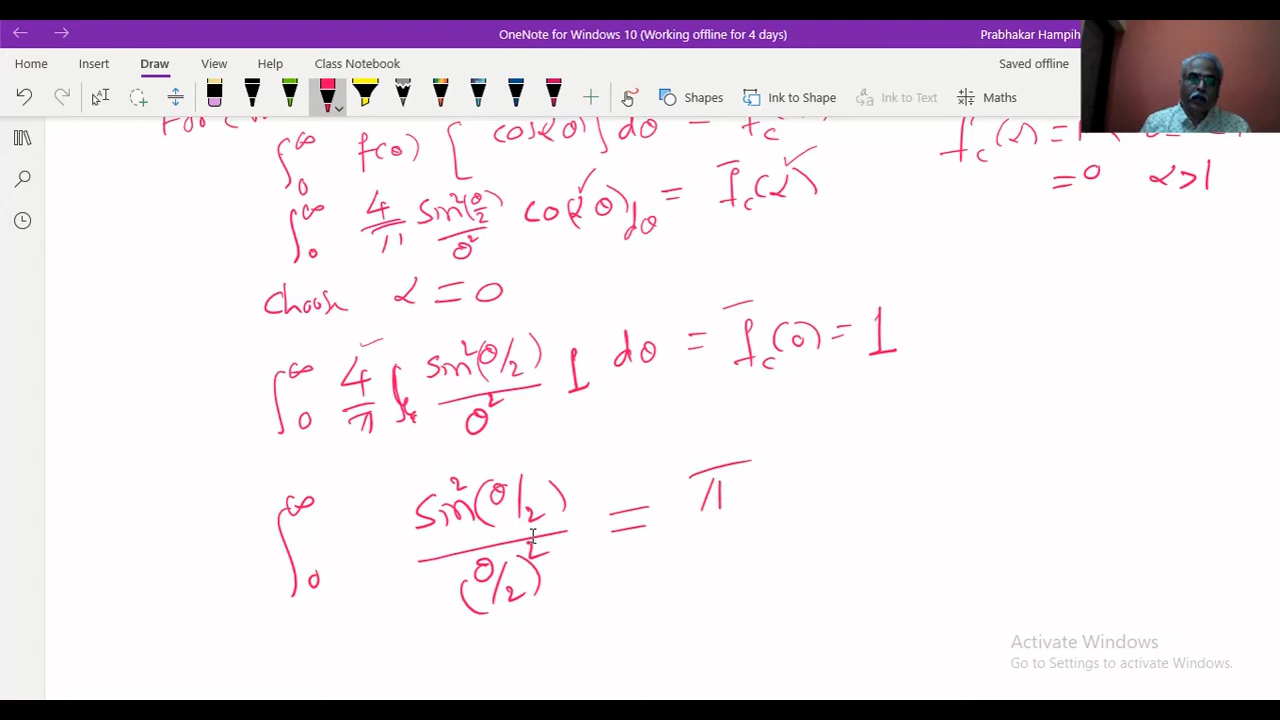 OneNote for Windows 10 (Working offline for 4 days)
Prabhakar Hampih
Home Insert Draw View Help Class Notebook Saved offline
Shapes Ink to Shape Ink to Text Maths
∫₀^∞ f(θ) [cos(αθ)] dθ = f̄c
f̄c(α) = 1
= 0 α>1
∫₀^∞ 4/π sin²(θ/2)/θ² cos(αθ) dθ = f̄c(α)
Choose α = 0
∫₀^∞ 4/π sin²(θ/2)/θ² 1 dθ = f̄c(0) = 1
∫₀^∞ sin²(θ/2)/(θ/2)² = π
Activate Windows
Go to Settings to activate Windows.